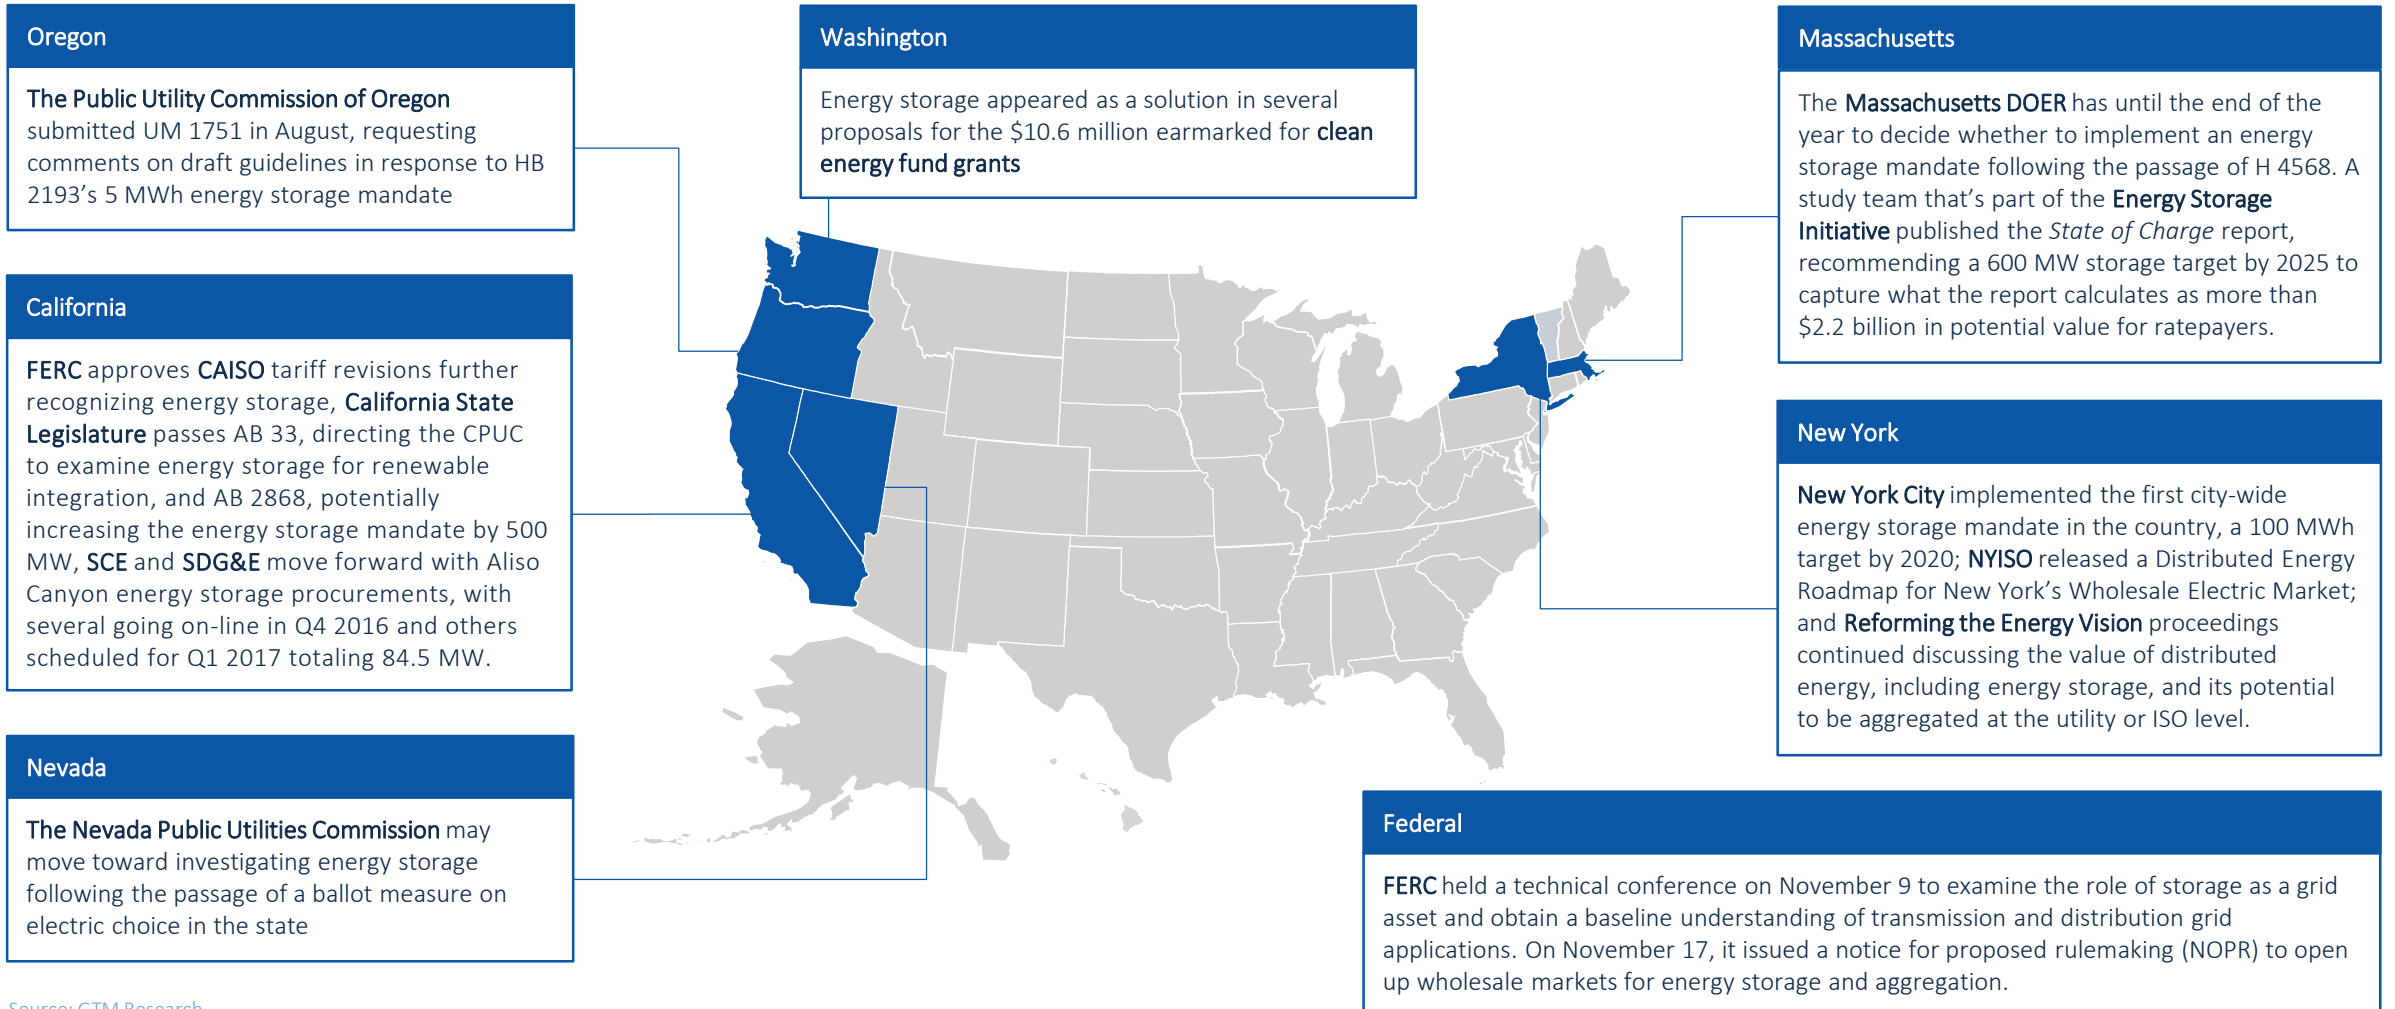 Oregon
The Public Utility Commission of Oregon
submitted UM 1751 in August, requesting
comments on draft guidelines in response to HB
2193's 5 MWh energy storage mandate
Washington
Energy storage appeared as a solution in several
proposals for the $10.6 million earmarked for clean
energy fund grants
Massachusetts
The Massachusetts DOER has until the end of the
year to decide whether to implement an energy
storage mandate following the passage of H 4568. A
study team that's part of the Energy Storage
Initiative published the State of Charge report,
recommending a 600 MW storage target by 2025 to
capture what the report calculates as more than
$2.2 billion in potential value for ratepayers.
California
FERC approves CAISO tariff revisions further
recognizing energy storage, California State
Legislature passes AB 33, directing the CPUC
to examine energy storage for renewable
integration, and AB 2868, potentially
increasing the energy storage mandate by 500
MW, SCE and SDG&E move forward with Aliso
Canyon energy storage procurements, with
several going on-line in Q4 2016 and others
scheduled for Q1 2017 totaling 84.5 MW.
New York
New York City implemented the first city-wide
energy storage mandate in the country, a 100 MWh
target by 2020; NYISO released a Distributed Energy
Roadmap for New York's Wholesale Electric Market;
and Reforming the Energy Vision proceedings
continued discussing the value of distributed
energy, including energy storage, and its potential
to be aggregated at the utility or ISO level.
Nevada
The Nevada Public Utilities Commission may
move toward investigating energy storage
following the passage of a ballot measure on
electric choice in the state
Federal
FERC held a technical conference on November 9 to examine the role of storage as a grid
asset and obtain a baseline understanding of transmission and distribution grid
applications. On November 17, it issued a notice for proposed rulemaking (NOPR) to open
up wholesale markets for energy storage and aggregation.
Source: GTM Research